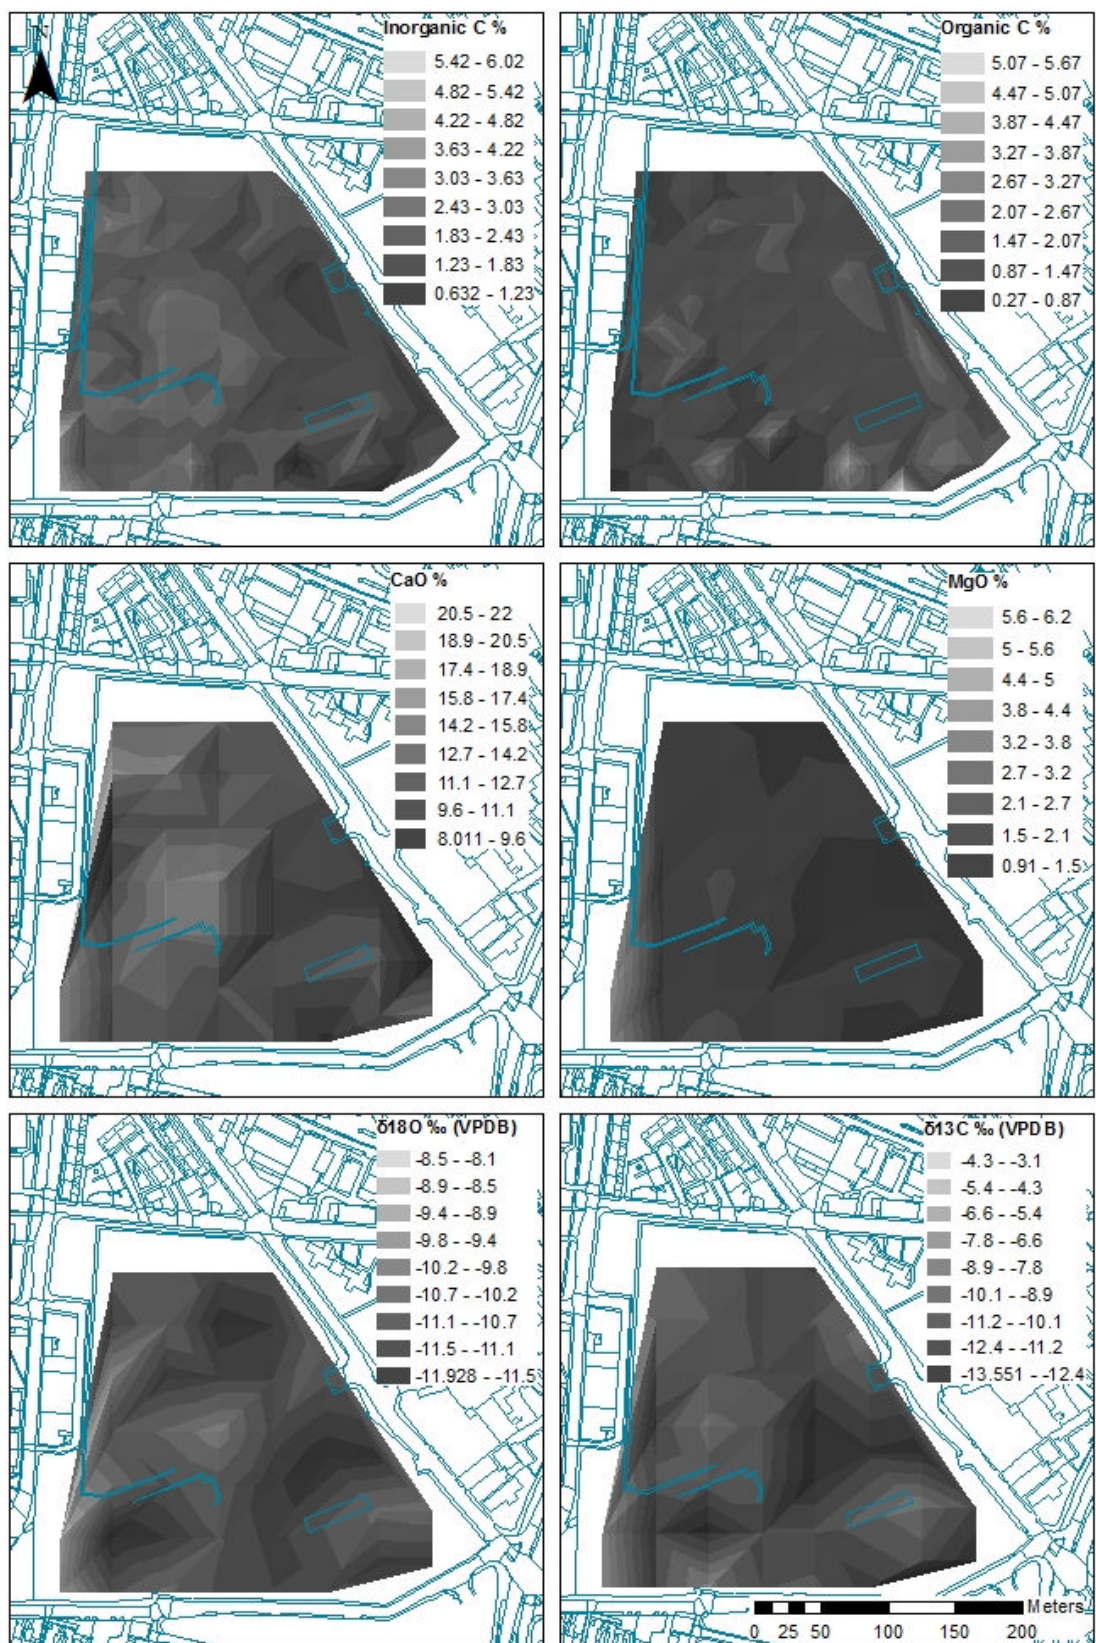 N
Inorganic C %
5.42 - 6.02
4.82 - 5.42
4.22 - 4.82
3.63 - 4.22
3.03 - 3.63
2.43 - 3.03
1.83 - 2.43
1.23 - 1.83
0.632 - 1.23
Organic C %
5.07 - 5.67
4.47 - 5.07
3.87 - 4.47
3.27 - 3.87
2.67 - 3.27
2.07 - 2.67
1.47 - 2.07
0.87 - 1.47
0.27 - 0.87
CaO %
20.5 - 22
18.9 - 20.5
17.4 - 18.9
15.8 - 17.4
14.2 - 15.8
12.7 - 14.2
11.1 - 12.7
9.6 - 11.1
8.011 - 9.6
MgO %
5.6 - 6.2
5 - 5.6
4.4 - 5
3.8 - 4.4
3.2 - 3.8
2.7 - 3.2
2.1 - 2.7
1.5 - 2.1
0.91 - 1.5
δ18O ‰ (VPDB)
-8.5 - -8.1
-8.9 - -8.5
-9.4 - -8.9
-9.8 - -9.4
-10.2 - -9.8
-10.7 - -10.2
-11.1 - -10.7
-11.5 - -11.1
-11.928 - -11.5
δ13C ‰ (VPDB)
-4.3 - -3.1
-5.4 - -4.3
-6.6 - -5.4
-7.8 - -6.6
-8.9 - -7.8
-10.1 - -8.9
-11.2 - -10.1
-12.4 - -11.2
-13.551 - -12.4
Meters
0 25 50 100 150 200